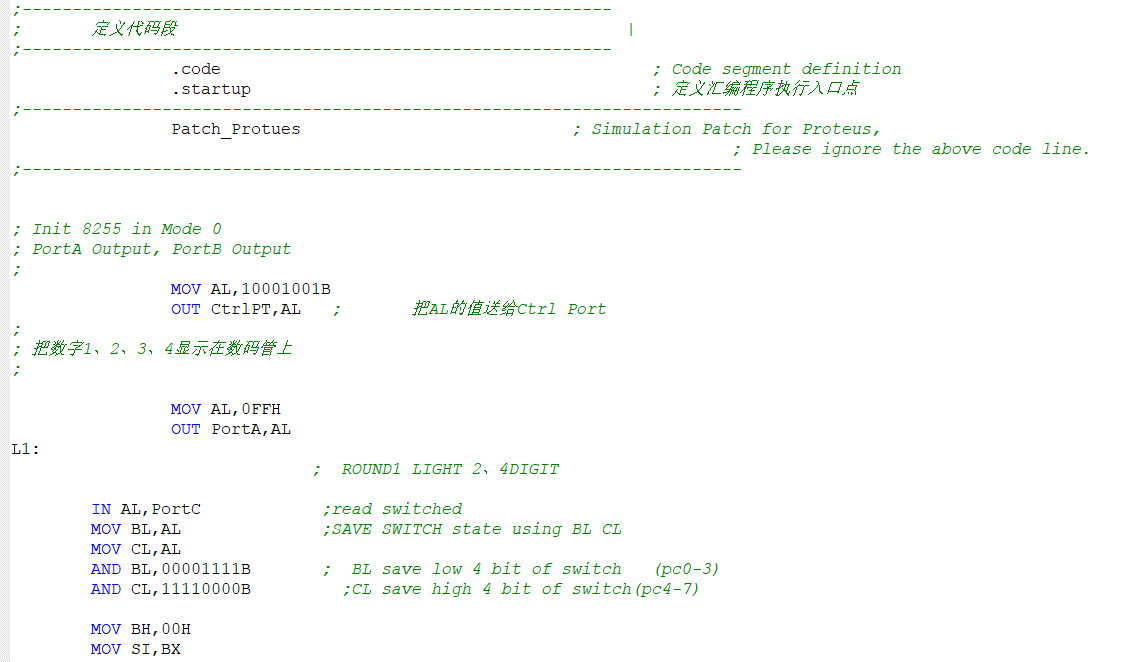 ;-----------------------------------------------------------
; 定义代码段
;-----------------------------------------------------------
.code ; Code segment definition
.startup ; 定义汇编程序执行入口点
;------------------------------------------------------------------------
Patch_Protues ; Simulation Patch for Proteus,
; Please ignore the above code line.
;------------------------------------------------------------------------
; Init 8255 in Mode 0
; PortA Output, PortB Output
;
MOV AL,10001001B
OUT CtrlPT,AL ; 把AL的值送给Ctrl Port
;
; 把数字1、2、3、4显示在数码管上
;
MOV AL,0FFH
OUT PortA,AL
L1:
; ROUND1 LIGHT 2、4DIGIT
IN AL,PortC ;read switched
MOV BL,AL ;SAVE SWITCH state using BL CL
MOV CL,AL
AND BL,00001111B ; BL save low 4 bit of switch (pc0-3)
AND CL,11110000B ;CL save high 4 bit of switch(pc4-7)
MOV BH,00H
MOV SI,BX